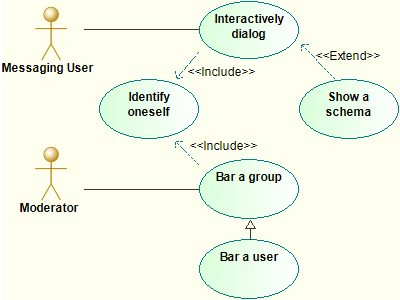 Interactively
dialog
Messaging User
<<Include>>
<<Extend>>
Identify
oneself
Show a
schema
<<Include>>
Moderator
Bar a group
Bar a user